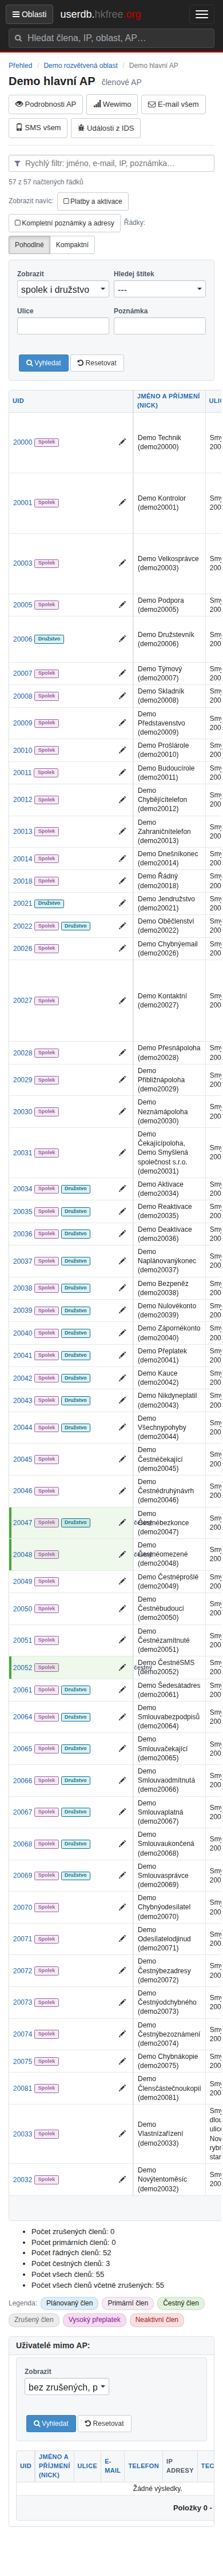 Oblasti
userdb.hkfree.org
Hledat člena, IP, oblast, AP…
Přehled / Demo rozvětvená oblast / Demo hlavní AP
Demo hlavní AP členové AP
Podrobnosti AP
Wewimo
E-mail všem
SMS všem
Události z IDS
Rychlý filtr: jméno, e-mail, IP, poznámka…
57 z 57 načtených řádků
Zobrazit navíc: Platby a aktivace
Kompletní poznámky a adresy Řádky:
Pohodlné Kompaktní
Zobrazit Hledej štítek
spolek i družstvo ---
Ulice Poznámka
Vyhledat Resetovat
UID JMÉNO A PŘÍJMENÍ (NICK)
20000 Spolek Demo Technik (demo20000)
20001 Spolek Demo Kontrolor (demo20001)
20003 Spolek Demo Velkosprávce (demo20003)
20005 Spolek Demo Podpora (demo20005)
20006 Družstvo Demo Družstevník (demo20006)
20007 Spolek Demo Týmový (demo20007)
20008 Spolek Demo Skladník (demo20008)
20009 Spolek Demo Představenstvo (demo20009)
20010 Spolek Demo Prošlárole (demo20010)
20011 Spolek Demo Budoucírole (demo20011)
20012 Spolek Demo Chybějícítelefon (demo20012)
20013 Spolek Demo Zahraničnítelefon (demo20013)
20014 Spolek Demo Dnešníkonec (demo20014)
20018 Spolek Demo Řádný (demo20018)
20021 Družstvo Demo Jendružstvo (demo20021)
20022 Spolek Družstvo Demo Oběčlenství (demo20022)
20026 Spolek Demo Chybnýemail (demo20026)
20027 Spolek Demo Kontaktní (demo20027)
20028 Spolek Demo Přesnápoloha (demo20028)
20029 Spolek Demo Přibližnápoloha (demo20029)
20030 Spolek Demo Neznámápoloha (demo20030)
20031 Spolek Demo Čekajícípoloha, Demo Smyšlená společnost s.r.o. (demo20031)
20034 Spolek Družstvo Demo Aktivace (demo20034)
20035 Spolek Družstvo Demo Reaktivace (demo20035)
20036 Spolek Družstvo Demo Deaktivace (demo20036)
20037 Spolek Družstvo Demo Naplánovanýkonec (demo20037)
20038 Spolek Družstvo Demo Bezpeněz (demo20038)
20039 Spolek Družstvo Demo Nulovékonto (demo20039)
20040 Spolek Družstvo Demo Zápornékonto (demo20040)
20041 Spolek Družstvo Demo Přeplatek (demo20041)
20042 Spolek Družstvo Demo Kauce (demo20042)
20043 Spolek Družstvo Demo Nikdyneplatil (demo20043)
20044 Spolek Družstvo Demo Všechnypohyby (demo20044)
20045 Spolek Demo Čestnéčekající (demo20045)
20046 Spolek Demo Čestnédruhýnávrh (demo20046)
20047 Spolek Družstvo Demo Čestnébezkonce (demo20047)
20048 Spolek Demo Čestnéomezené (demo20048)
20049 Spolek Demo Čestnéprošlé (demo20049)
20050 Spolek Demo Čestnébudoucí (demo20050)
20051 Spolek Demo Čestnézamítnuté (demo20051)
20052 Spolek Demo ČestnéSMS (demo20052)
20061 Spolek Družstvo Demo Šedesátadres (demo20061)
20064 Spolek Družstvo Demo Smlouvabezpodpisů (demo20064)
20065 Spolek Družstvo Demo Smlouvačekající (demo20065)
20066 Spolek Družstvo Demo Smlouvaodmítnutá (demo20066)
20067 Spolek Družstvo Demo Smlouvaplatná (demo20067)
20068 Spolek Družstvo Demo Smlouvaukončená (demo20068)
20069 Spolek Družstvo Demo Smlouvasprávce (demo20069)
20070 Spolek Demo Chybnýodesílatel (demo20070)
20071 Spolek Demo Odesílatelodjinud (demo20071)
20072 Spolek Demo Čestnýbezadresy (demo20072)
20073 Spolek Demo Čestnýodchybného (demo20073)
20074 Spolek Demo Čestnýbezoznámení (demo20074)
20075 Spolek Demo Chybnákopie (demo20075)
20081 Spolek Demo Člensčástečnoukopií (demo20081)
20033 Spolek Demo Vlastnízařízení (demo20033)
20032 Spolek Demo Novýtentoměsíc (demo20032)
Počet zrušených členů: 0
Počet primárních členů: 0
Počet řádných členů: 52
Počet čestných členů: 3
Počet všech členů: 55
Počet všech členů včetně zrušených: 55
Legenda: Plánovaný člen Primární člen Čestný člen
Zrušený člen Vysoký přeplatek Neaktivní člen
Uživatelé mimo AP:
Zobrazit
bez zrušených, p
Vyhledat Resetovat
UID JMÉNO A PŘÍJMENÍ (NICK) ULICE E-MAIL TELEFON IP ADRESY
Žádné výsledky.
Položky 0 -